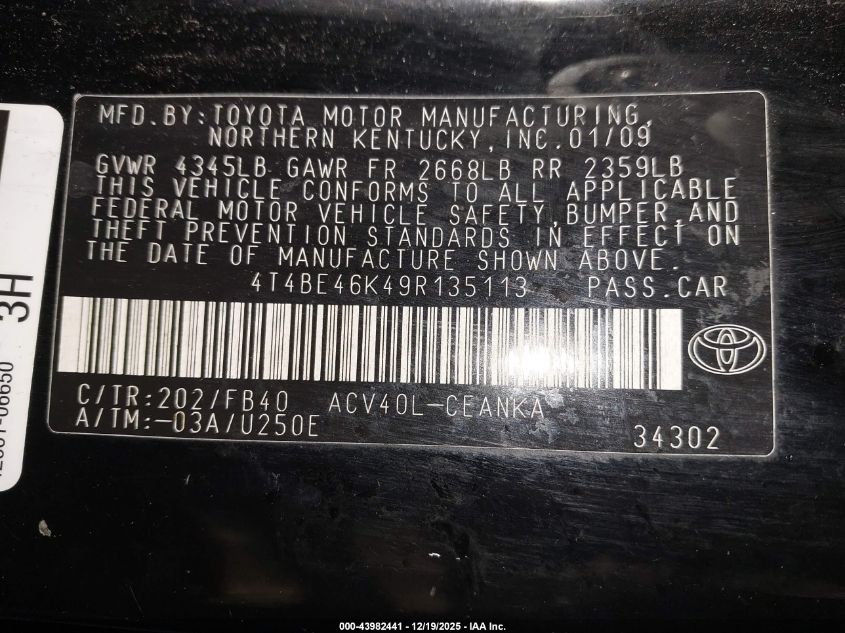 MFD.BY:TOYOTA MOTOR MANUFACTURING,
NORTHERN KENTUCKY,INC.01/09
GVWR 4345LB GAWR FR 2668LB RR 2359LB
THIS VEHICLE CONFORMS TO ALL APPLICABLE
FEDERAL MOTOR VEHICLE SAFETY,BUMPER,AND
THEFT PREVENTION STANDARDS IN EFFECT ON
THE DATE OF MANUFACTURE SHOWN ABOVE.
4T4BE46K49R135113 PASS.CAR
C/TR:202/FB40 ACV40L-CEANKA
A/TM:-03A/U250E
34302
3H
000-43982441 - 12/19/2025 - IAA Inc.